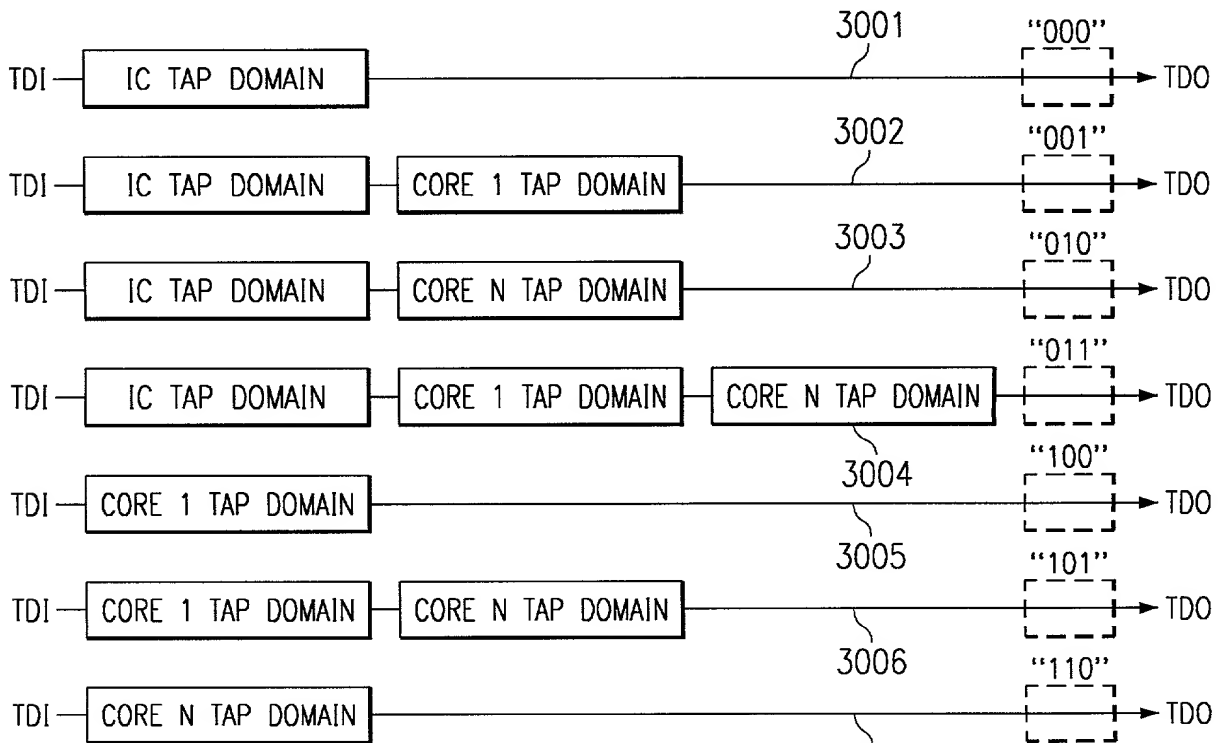 3001 "000"
TDI IC TAP DOMAIN TDO
3002 "001"
TDI IC TAP DOMAIN CORE 1 TAP DOMAIN TDO
3003 "010"
TDI IC TAP DOMAIN CORE N TAP DOMAIN TDO
"011"
TDI IC TAP DOMAIN CORE 1 TAP DOMAIN CORE N TAP DOMAIN TDO
3004 "100"
TDI CORE 1 TAP DOMAIN TDO
3005 "101"
TDI CORE 1 TAP DOMAIN CORE N TAP DOMAIN TDO
3006 "110"
TDI CORE N TAP DOMAIN TDO